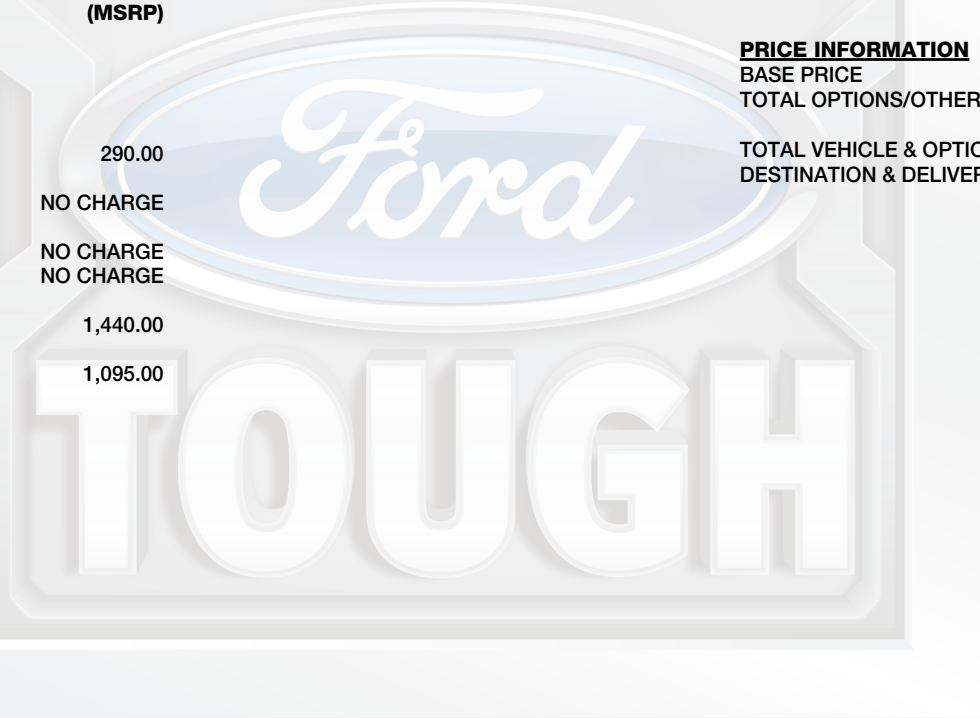 (MSRP)
290.00
NO CHARGE
NO CHARGE
NO CHARGE
1,440.00
1,095.00
PRICE INFORMATION
BASE PRICE
TOTAL OPTIONS/OTHER
TOTAL VEHICLE & OPTIO
DESTINATION & DELIVER
Ford
TOUGH